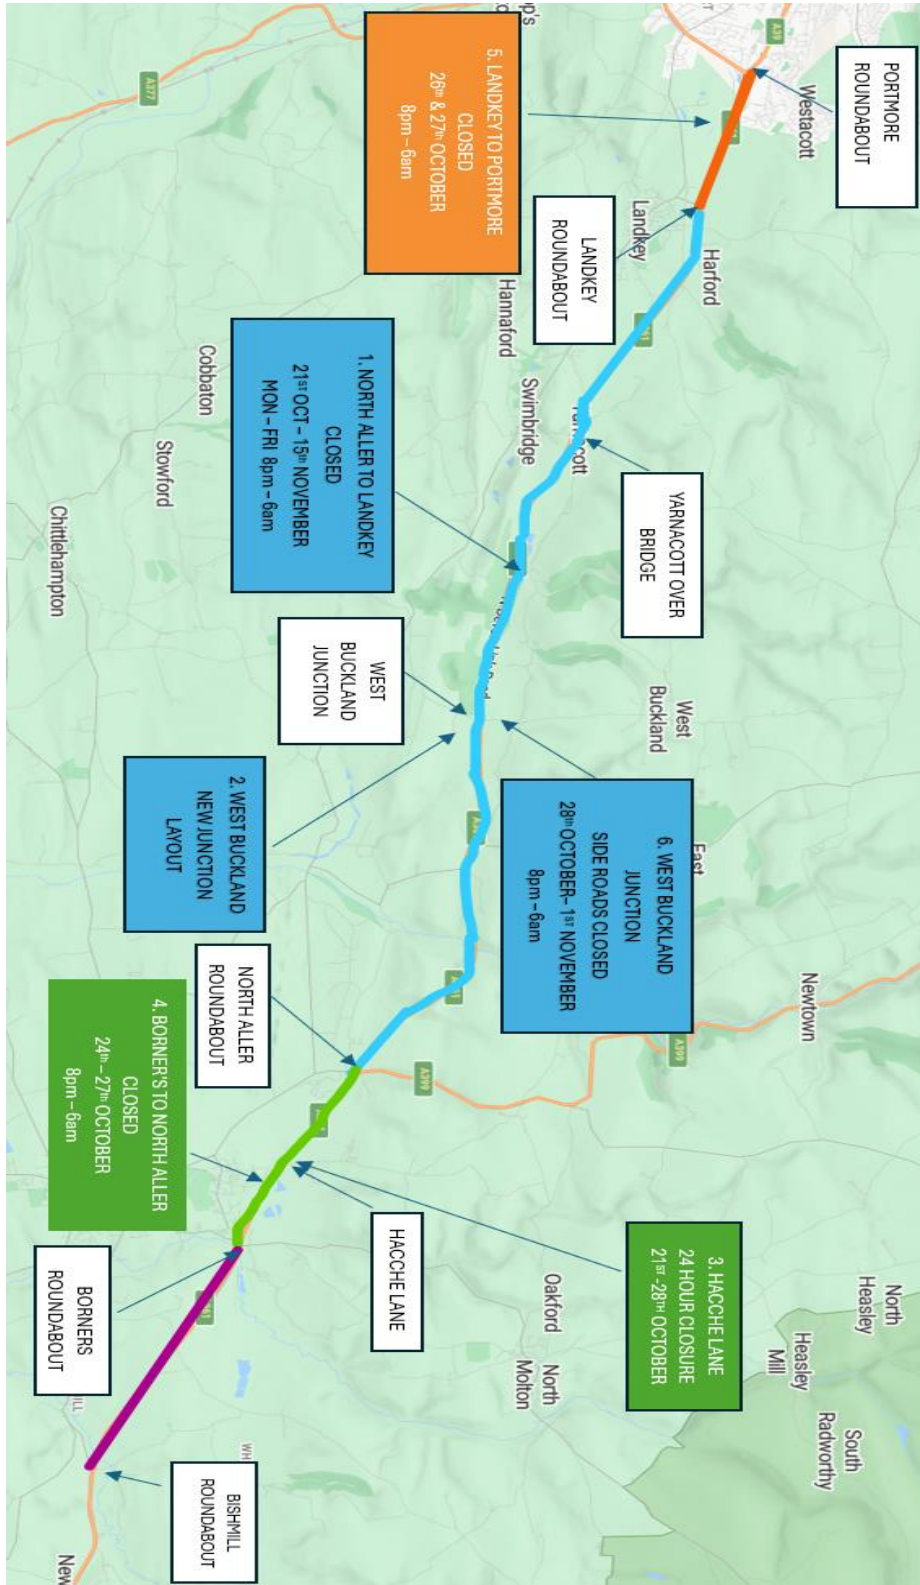 PORTMORE
ROUNDABOUT
5. LANDKEY TO PORTMORE
CLOSED
26th & 27th OCTOBER
8pm – 6am
LANDKEY
ROUNDABOUT
1. NORTH ALLER TO LANDKEY
CLOSED
21ST OCT – 15th NOVEMBER
MON – FRI 8pm – 6am
YARNACOTT OVER
BRIDGE
WEST
BUCKLAND
JUNCTION
6. WEST BUCKLAND
JUNCTION
SIDE ROADS CLOSED
28th OCTOBER– 1ST NOVEMBER
8pm – 6am
2. WEST BUCKLAND
NEW JUNCTION
LAYOUT
NORTH ALLER
ROUNDABOUT
4. BORNER'S TO NORTH ALLER
CLOSED
24th – 27th OCTOBER
8pm – 6am
HACCHE LANE
3. HACCHE LANE
24 HOUR CLOSURE
21ST -28TH OCTOBER
BORNERS
ROUNDABOUT
BISHMILL
ROUNDABOUT
A39
Westacott
A377
Landkey
Harford
Hannaford
Swimbridge
Cobbaton
Stowford
Chittlehampton
West
Buckland
East
Newtown
A399
A399
Oakford
North
Molton
North
Heasley
Heasley
Mill
South
Radworthy